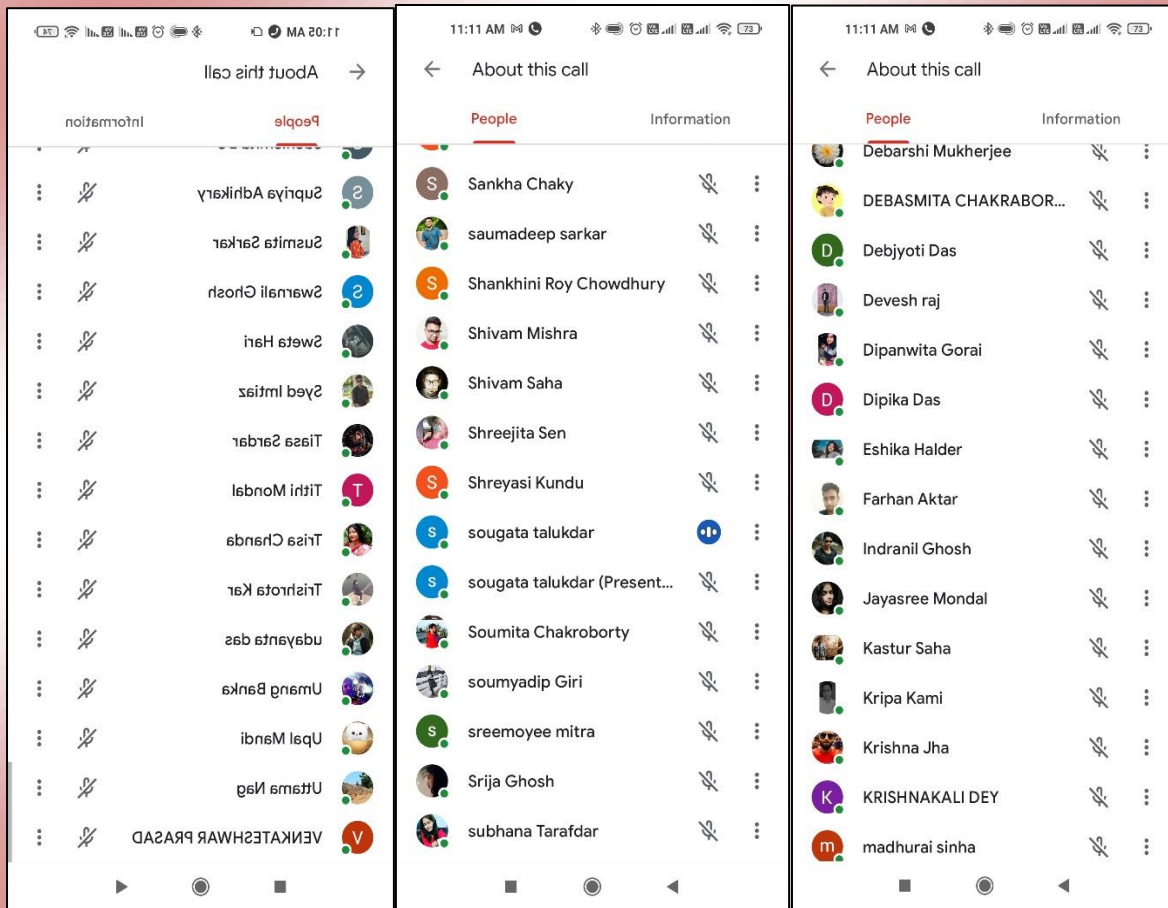 11:05 AM
74
About this call
People
Information
Supriya Adhikary
Susmita Sarkar
S
Swarnali Ghosh
S
Sweta Hari
Syed Imtiaz
Tiasa Sardar
Tithi Mondal
T
Trisa Chanda
Trishrota Kar
udayanta das
Umang Banka
Upal Mandi
Uttama Nag
VENKATESHWAR PRASAD
V
11:11 AM
73
About this call
People
Information
S
Sankha Chaky
saumadeep sarkar
S
Shankhini Roy Chowdhury
Shivam Mishra
Shivam Saha
Shreejita Sen
S
Shreyasi Kundu
s
sougata talukdar
s
sougata talukdar (Present...
Soumita Chakroborty
soumyadip Giri
s
sreemoyee mitra
Srija Ghosh
subhana Tarafdar
11:11 AM
73
About this call
People
Information
Debarshi Mukherjee
DEBASMITA CHAKRABOR...
D
Debjyoti Das
Devesh raj
Dipanwita Gorai
D
Dipika Das
Eshika Halder
Farhan Aktar
Indranil Ghosh
Jayasree Mondal
Kastur Saha
Kripa Kami
Krishna Jha
K
KRISHNAKALI DEY
m
madhurai sinha